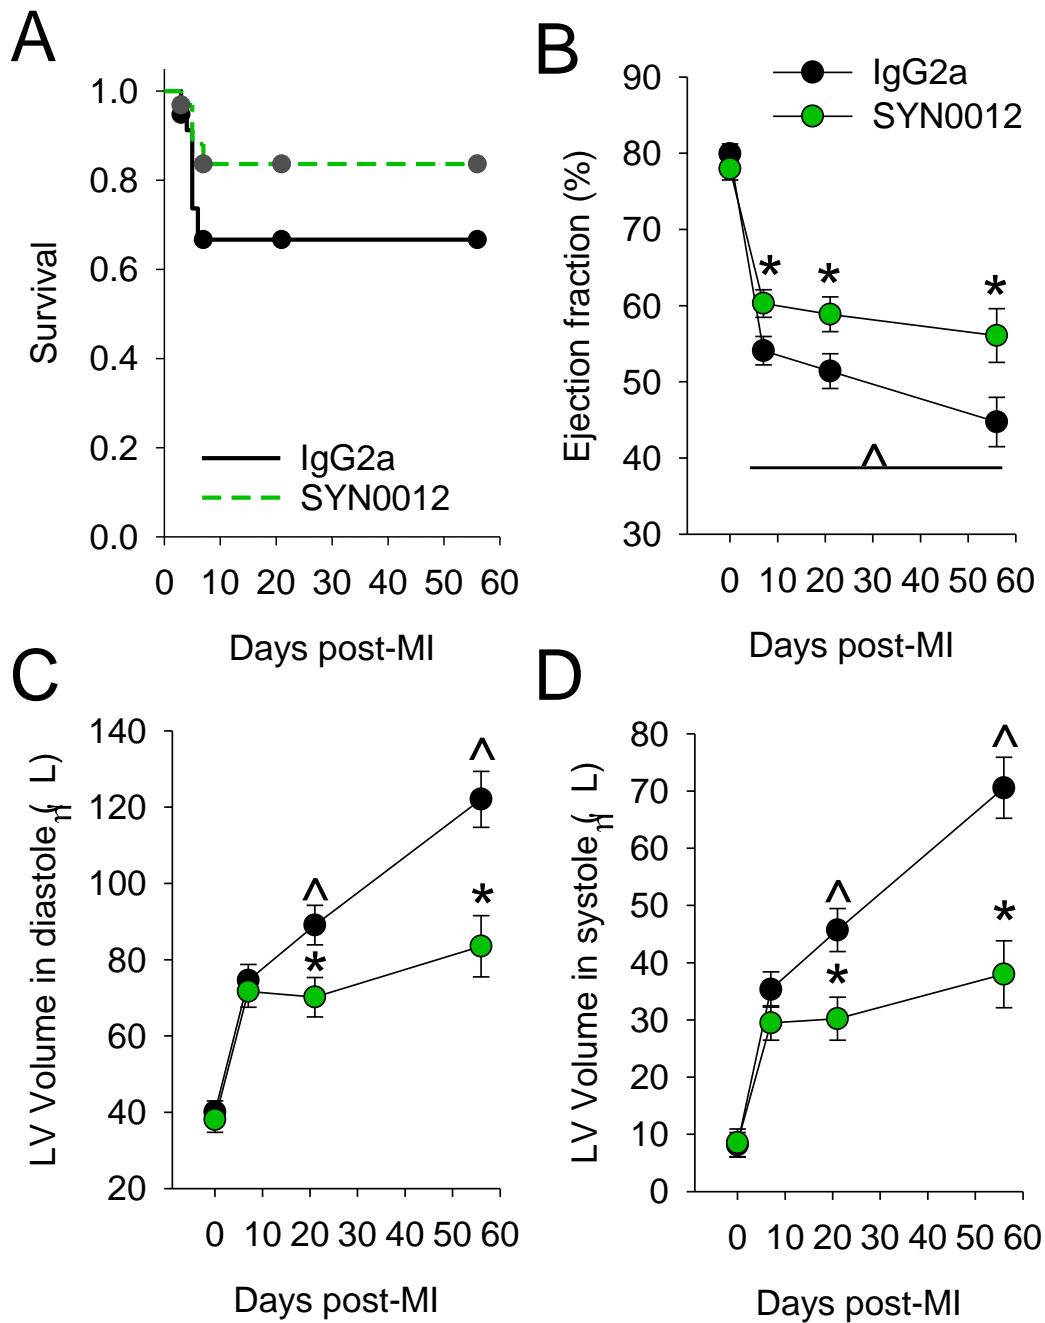 A
1.0
0.8
0.6
0.4
0.2
0.0
Survival
IgG2a
SYN0012
0 10 20 30 40 50 60
Days post-MI
B
IgG2a
SYN0012
90
80
70
60
50
40
30
Ejection fraction (%)
* * *
^
0 10 20 30 40 50 60
Days post-MI
C
140
120
100
80
60
40
20
LV Volume in diastole (μL)
^
^
*
*
0 10 20 30 40 50 60
Days post-MI
D
80
70
60
50
40
30
20
10
0
LV Volume in systole (μL)
^
^
*
*
0 10 20 30 40 50 60
Days post-MI